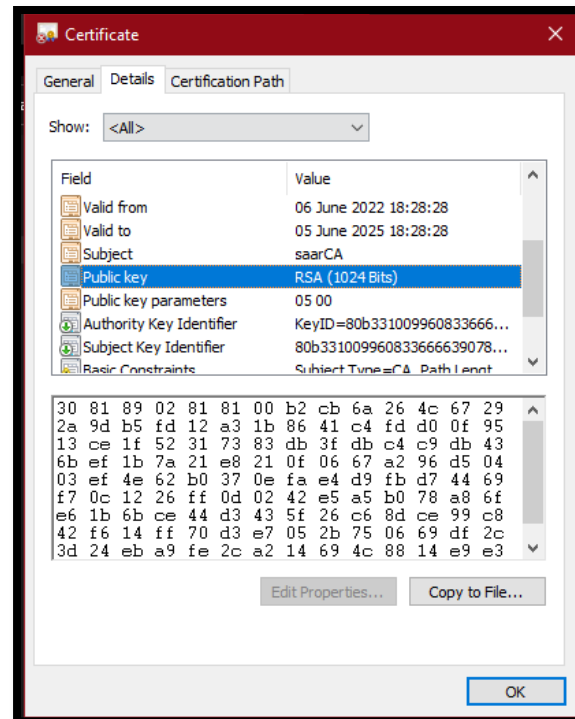 Certificate
General Details Certification Path
Show: <All>
Field Value
Valid from 06 June 2022 18:28:28
Valid to 05 June 2025 18:28:28
Subject saarCA
Public key RSA (1024 Bits)
Public key parameters 05 00
Authority Key Identifier KeyID=80b331009960833666...
Subject Key Identifier 80b331009960833666639078...
Basic Constraints Subject Type=CA, Path Lengt
30 81 89 02 81 81 00 b2 cb 6a 26 4c 67 29
2a 9d b5 fd 12 a3 1b 86 41 c4 fd d0 0f 95
13 ce 1f 52 31 73 83 db 3f db c4 c9 db 43
6b ef 1b 7a 21 e8 21 0f 06 67 a2 96 d5 04
03 ef 4e 62 b0 37 0e fa e4 d9 fb d7 44 69
f7 0c 12 26 ff 0d 02 42 e5 a5 b0 78 a8 6f
e6 1b 6b ce 44 d3 43 5f 26 c6 8d ce 99 c8
42 f6 14 ff 70 d3 e7 05 2b 75 06 69 df 2c
3d 24 eb a9 fe 2c a2 14 69 4c 88 14 e9 e3
Edit Properties... Copy to File...
OK